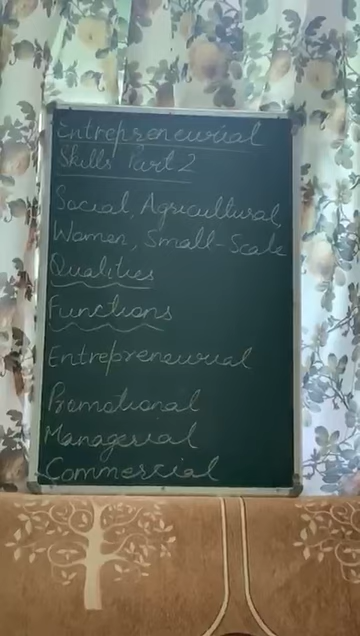 Entrepreneurial
Skills Part 2
Social, Agricultural,
Women, Small-Scale
Qualities
Functions
Entrepreneurial
Promotional
Managerial
Commercial